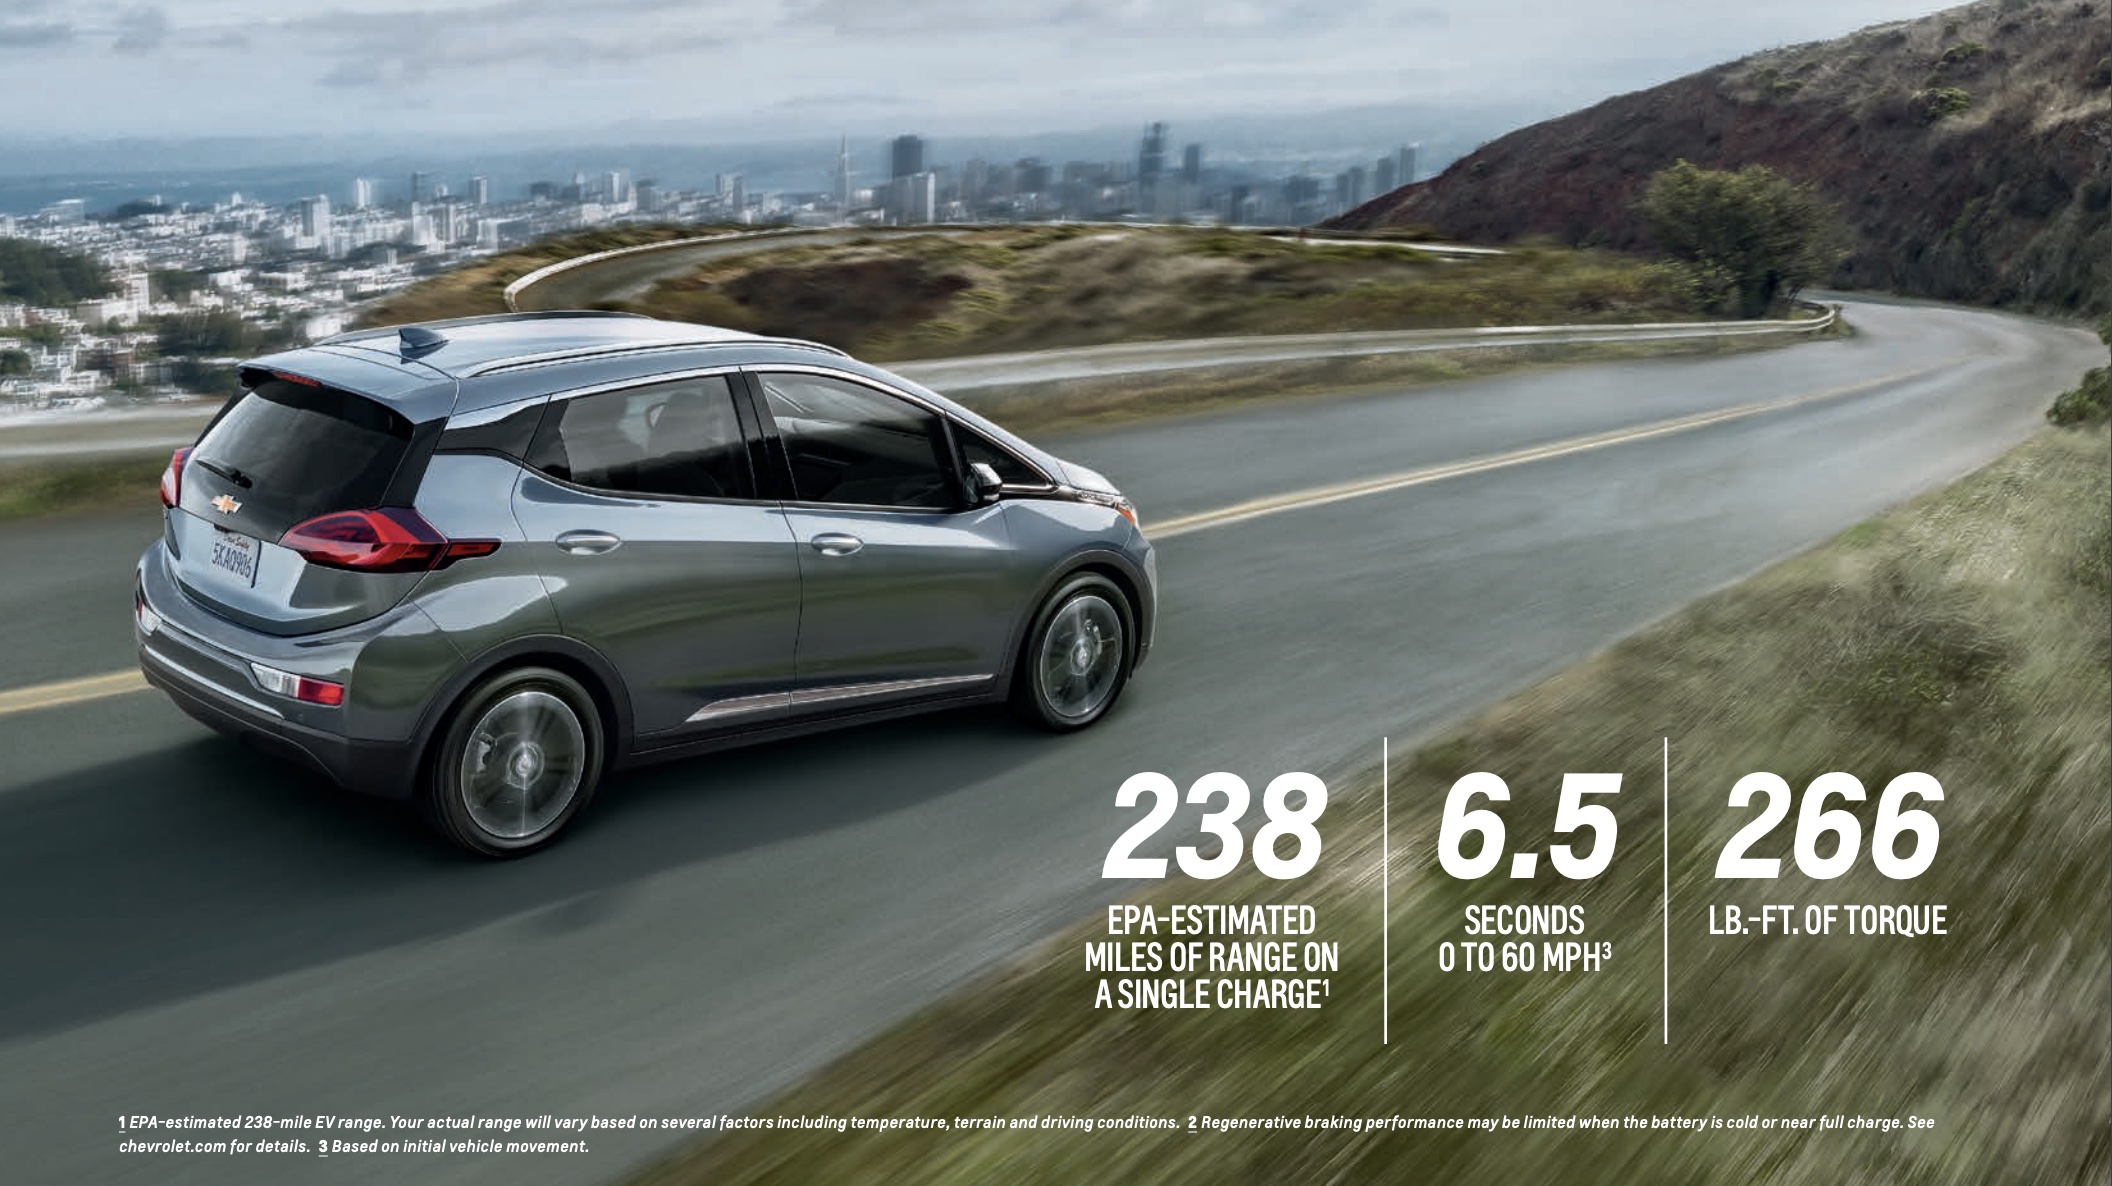 5KAQ906
238
EPA-ESTIMATED
MILES OF RANGE ON
A SINGLE CHARGE¹
6.5
SECONDS
0 TO 60 MPH³
266
LB.-FT. OF TORQUE
1 EPA-estimated 238-mile EV range. Your actual range will vary based on several factors including temperature, terrain and driving conditions. 2 Regenerative braking performance may be limited when the battery is cold or near full charge. See
chevrolet.com for details. 3 Based on initial vehicle movement.